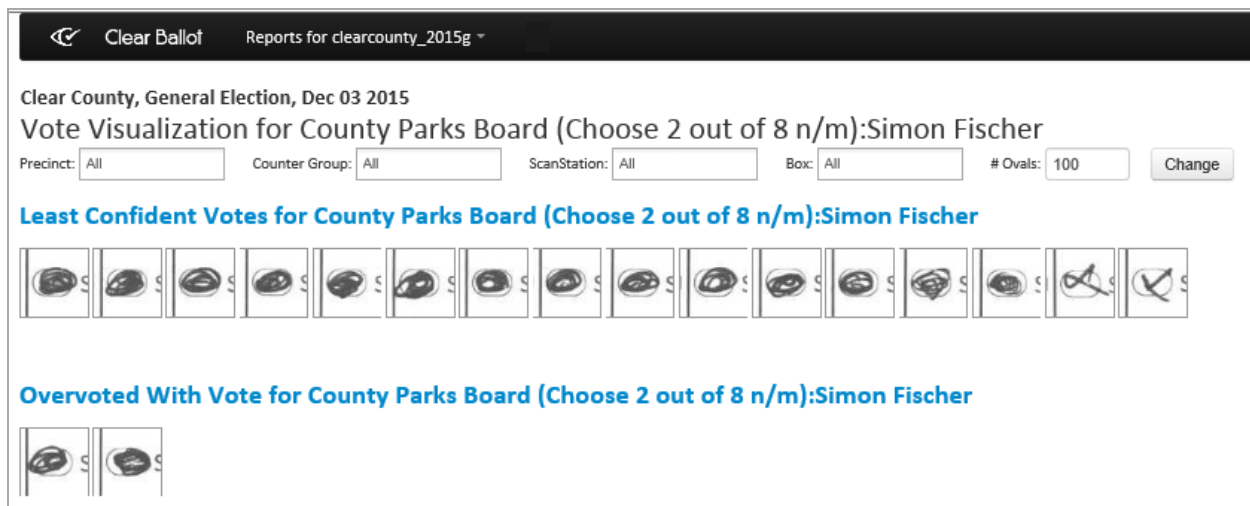 Clear Ballot Reports for clearcounty_2015g
Clear County, General Election, Dec 03 2015
Vote Visualization for County Parks Board (Choose 2 out of 8 n/m):Simon Fischer
Precinct: All Counter Group: All ScanStation: All Box: All # Ovals: 100 Change
Least Confident Votes for County Parks Board (Choose 2 out of 8 n/m):Simon Fischer
S S S S S S S S S S S S S S S S
Overvoted With Vote for County Parks Board (Choose 2 out of 8 n/m):Simon Fischer
S S